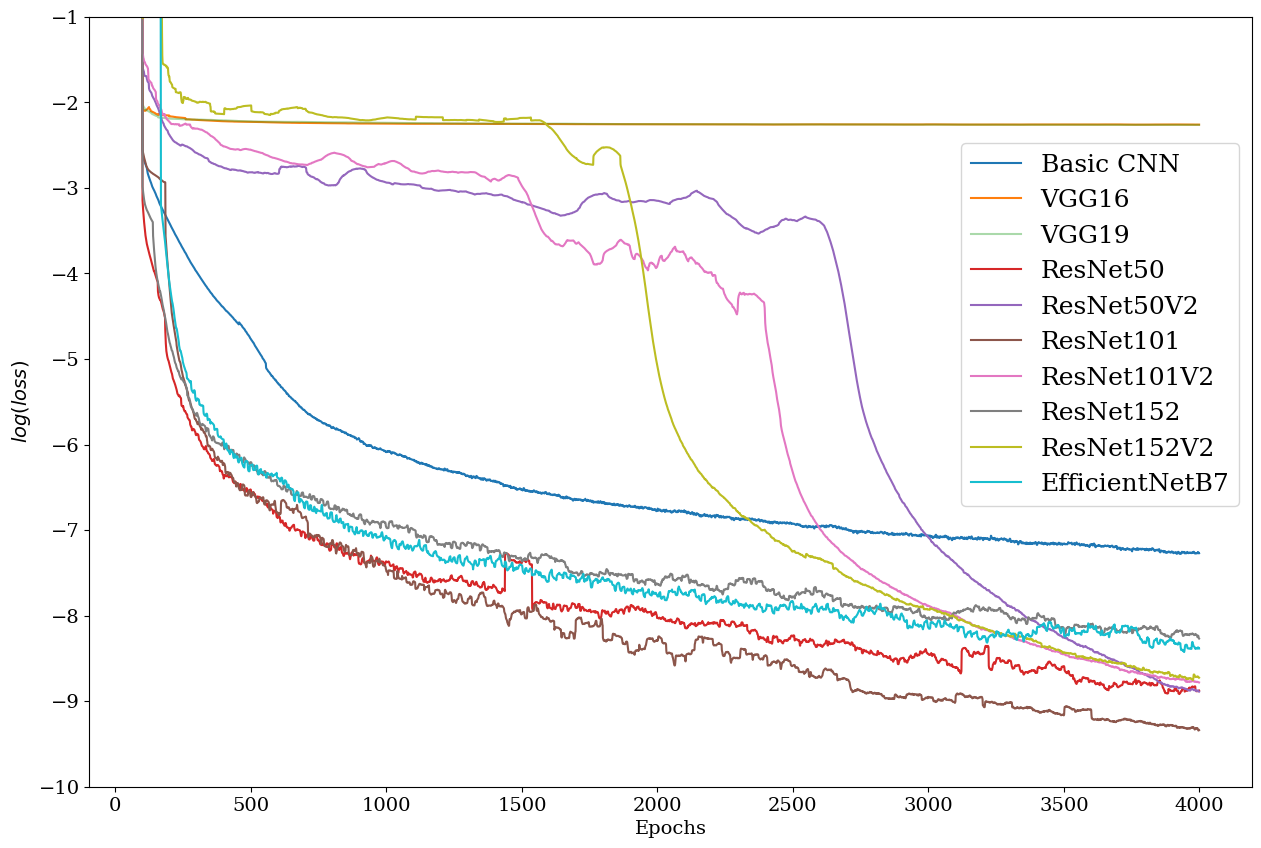 −1
−2
−3
−4
−5
−6
−7
−8
−9
−10
log(loss)
0 500 1000 1500 2000 2500 3000 3500 4000
Epochs
Basic CNN
VGG16
VGG19
ResNet50
ResNet50V2
ResNet101
ResNet101V2
ResNet152
ResNet152V2
EfficientNetB7